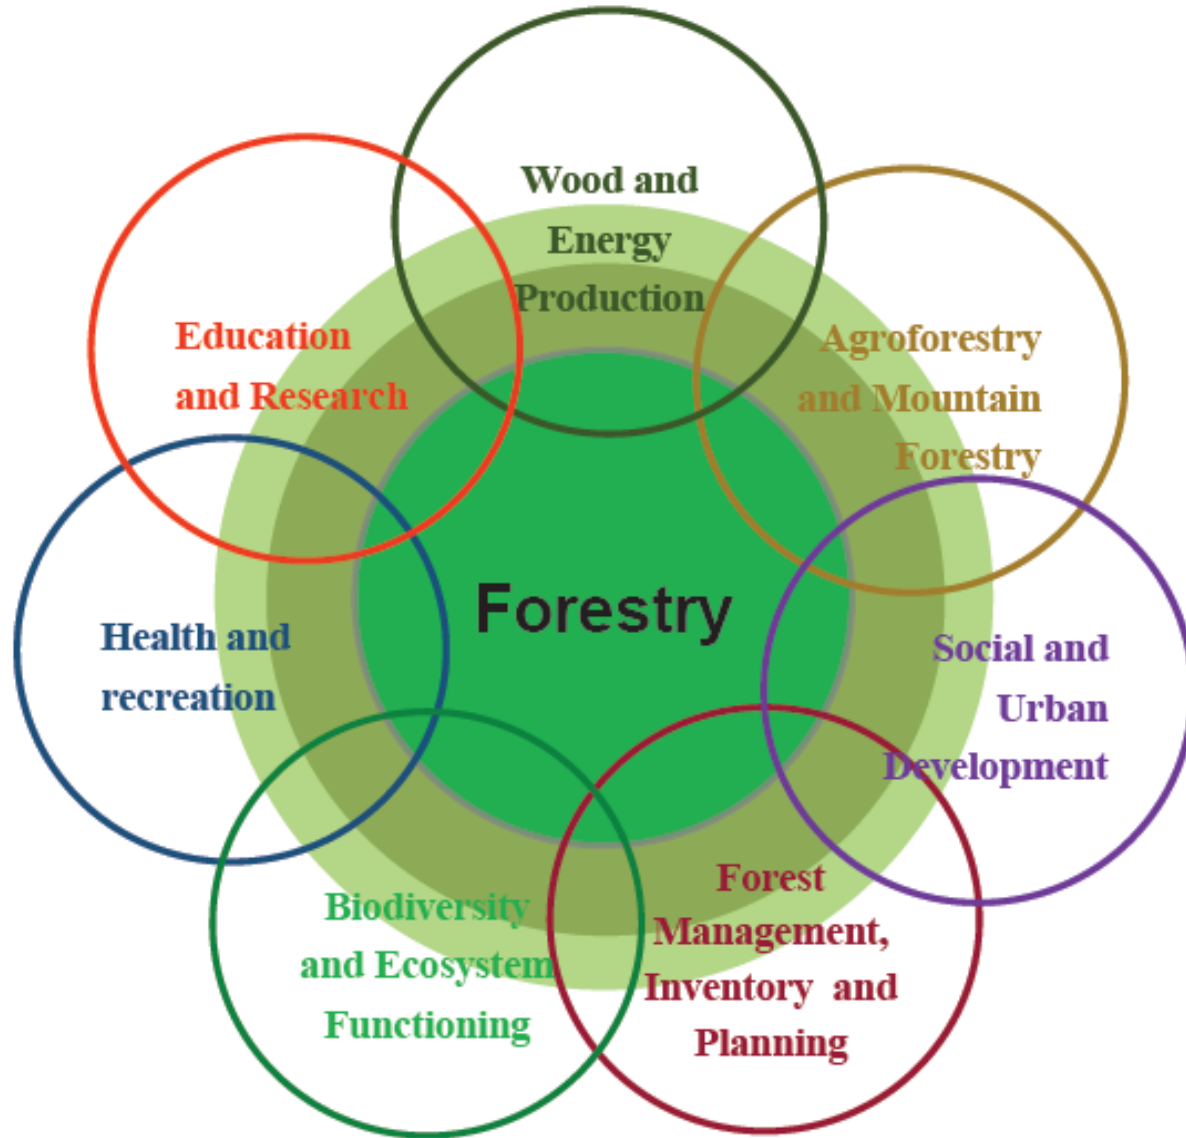 Wood and
Energy
Production
Education
and Research
Agroforestry
and Mountain
Forestry
Health and
recreation
Forestry
Social and
Urban
Development
Biodiversity
and Ecosystem
Functioning
Forest
Management,
Inventory and
Planning